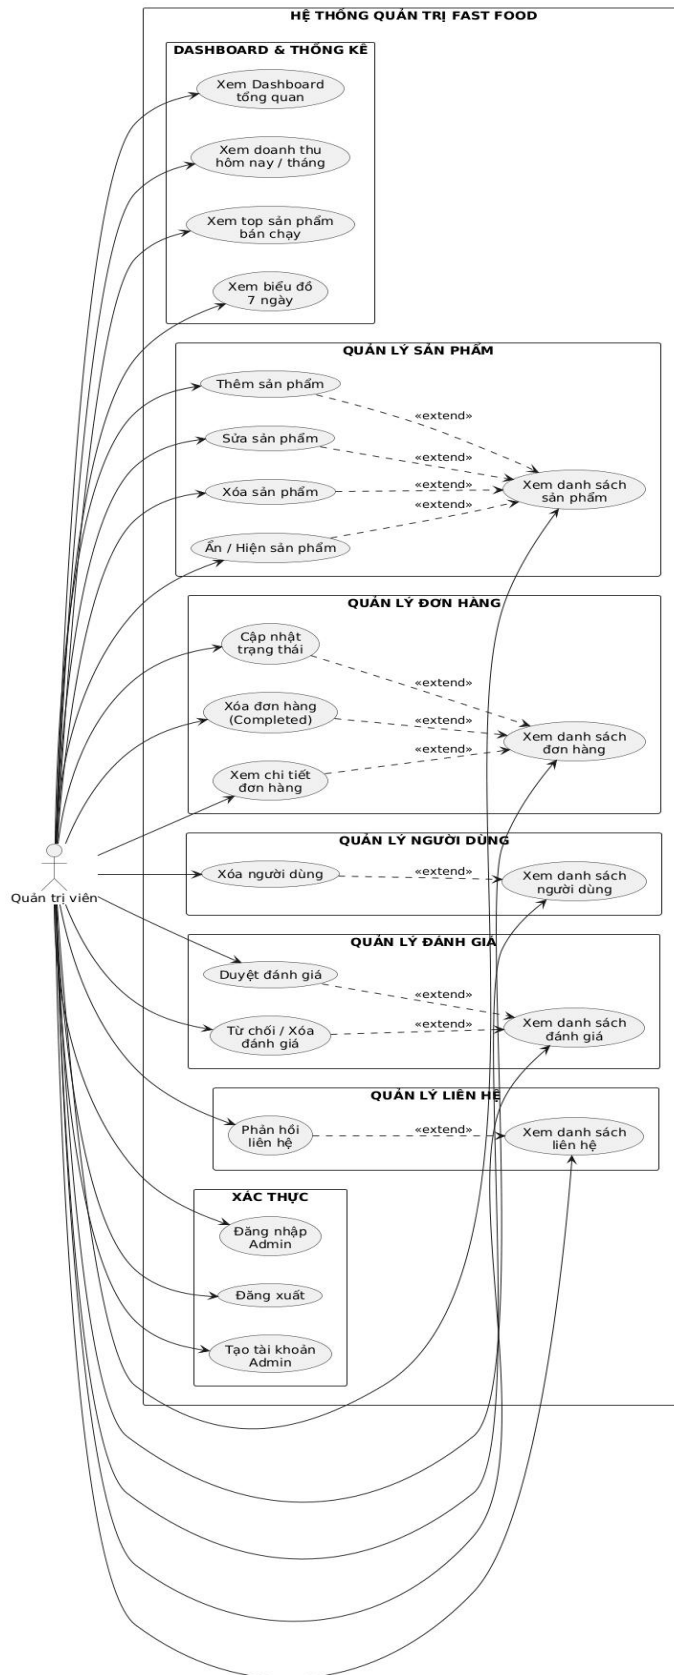 HỆ THỐNG QUẢN TRỊ FAST FOOD
DASHBOARD & THỐNG KÊ
Xem Dashboard
tổng quan
Xem doanh thu
hôm nay / tháng
Xem top sản phẩm
bán chạy
Xem biểu đồ
7 ngày
QUẢN LÝ SẢN PHẨM
Thêm sản phẩm
«extend»
Sửa sản phẩm
«extend»
Xóa sản phẩm
«extend»
Xem danh sách
sản phẩm
«extend»
Ẩn / Hiện sản phẩm
QUẢN LÝ ĐƠN HÀNG
Cập nhật
trạng thái
«extend»
Xóa đơn hàng
(Completed)
«extend»
Xem danh sách
đơn hàng
«extend»
Xem chi tiết
đơn hàng
QUẢN LÝ NGƯỜI DÙNG
Xóa người dùng
«extend»
Xem danh sách
người dùng
Quản trị viên
QUẢN LÝ ĐÁNH GIÁ
Duyệt đánh giá
«extend»
Từ chối / Xóa
đánh giá
«extend»
Xem danh sách
đánh giá
QUẢN LÝ LIÊN HỆ
Phản hồi
liên hệ
«extend»
Xem danh sách
liên hệ
XÁC THỰC
Đăng nhập
Admin
Đăng xuất
Tạo tài khoản
Admin